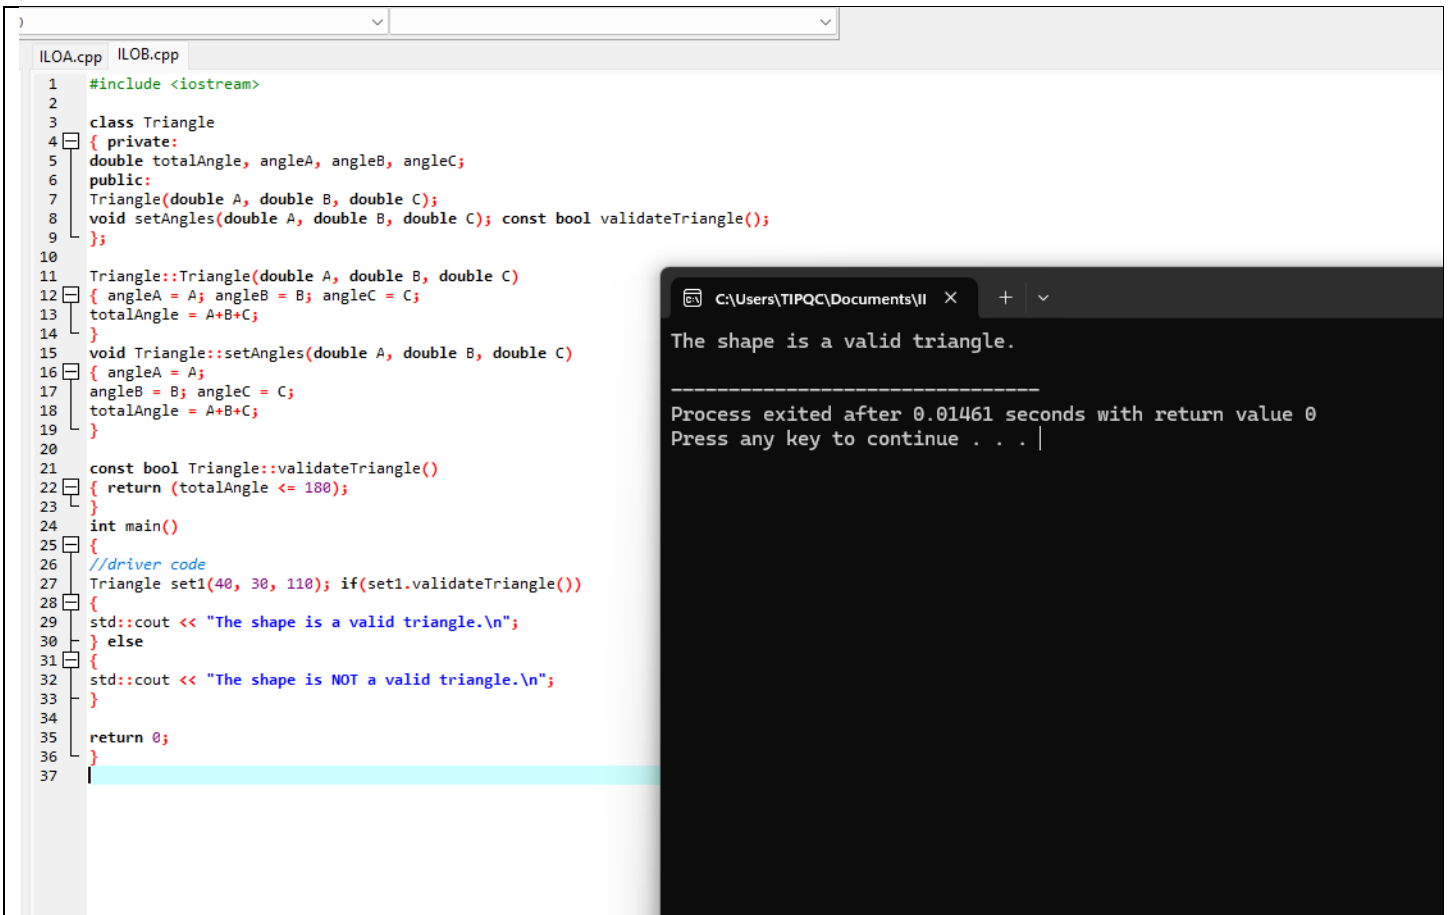 )
ILOA.cpp ILOB.cpp
1 #include <iostream>
2
3 class Triangle
4 { private:
5 double totalAngle, angleA, angleB, angleC;
6 public:
7 Triangle(double A, double B, double C);
8 void setAngles(double A, double B, double C); const bool validateTriangle();
9 };
10
11 Triangle::Triangle(double A, double B, double C)
12 { angleA = A; angleB = B; angleC = C;
13 totalAngle = A+B+C;
14 }
15 void Triangle::setAngles(double A, double B, double C)
16 { angleA = A;
17 angleB = B; angleC = C;
18 totalAngle = A+B+C;
19 }
20
21 const bool Triangle::validateTriangle()
22 { return (totalAngle <= 180);
23 }
24 int main()
25 {
26 //driver code
27 Triangle set1(40, 30, 110); if(set1.validateTriangle())
28 {
29 std::cout << "The shape is a valid triangle.\n";
30 } else
31 {
32 std::cout << "The shape is NOT a valid triangle.\n";
33 }
34
35 return 0;
36 }
37
C:\Users\TIPQC\Documents\Il
The shape is a valid triangle.
--------------------------------
Process exited after 0.01461 seconds with return value 0
Press any key to continue . . .